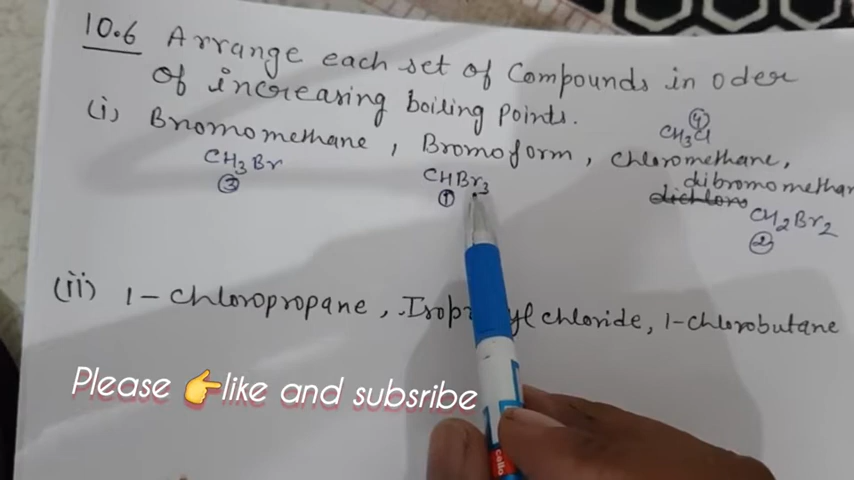 10.6 Arrange each set of Compounds in oder
of increasing boiling points.
(i) Bromomethane, Bromoform, chloromethane,
dibromomethan
dichloro
CH3Br
③
CHBr3
①
CH3Cl
④
CH2Br2
②
(ii) 1-chloropropane, Isopr yl chloride, 1-chlorobutane
Please 👉like and subsribe
cello